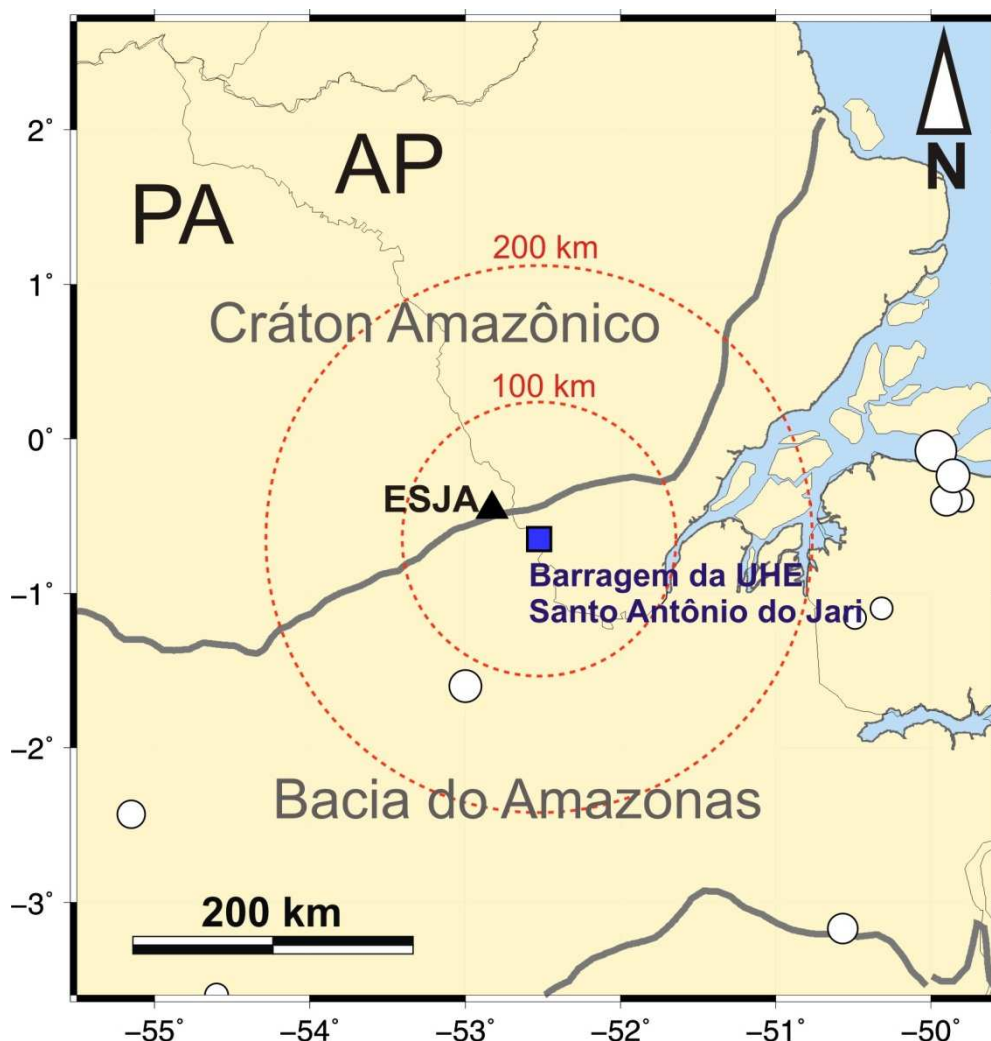 N
AP
PA
200 km
Cráton Amazônico
100 km
ESJA
Barragem da UHE
Santo Antônio do Jari
Bacia do Amazonas
200 km
2°
1°
0°
−1°
−2°
−3°
−55 −54 −53 −52 −51 −50